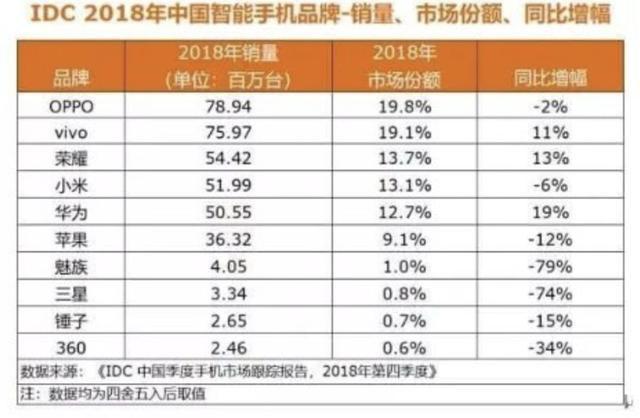 IDC 2018年中国智能手机品牌-销量、市场份额、同比增幅
品牌 2018年销量（单位：百万台） 2018年市场份额 同比增幅
OPPO 78.94 19.8% -2%
vivo 75.97 19.1% 11%
荣耀 54.42 13.7% 13%
小米 51.99 13.1% -6%
华为 50.55 12.7% 19%
苹果 36.32 9.1% -12%
魅族 4.05 1.0% -79%
三星 3.34 0.8% -74%
锤子 2.65 0.7% -15%
360 2.46 0.6% -34%
数据来源：《IDC 中国季度手机市场跟踪报告，2018年第四季度》
注：数据均为四舍五入后取值